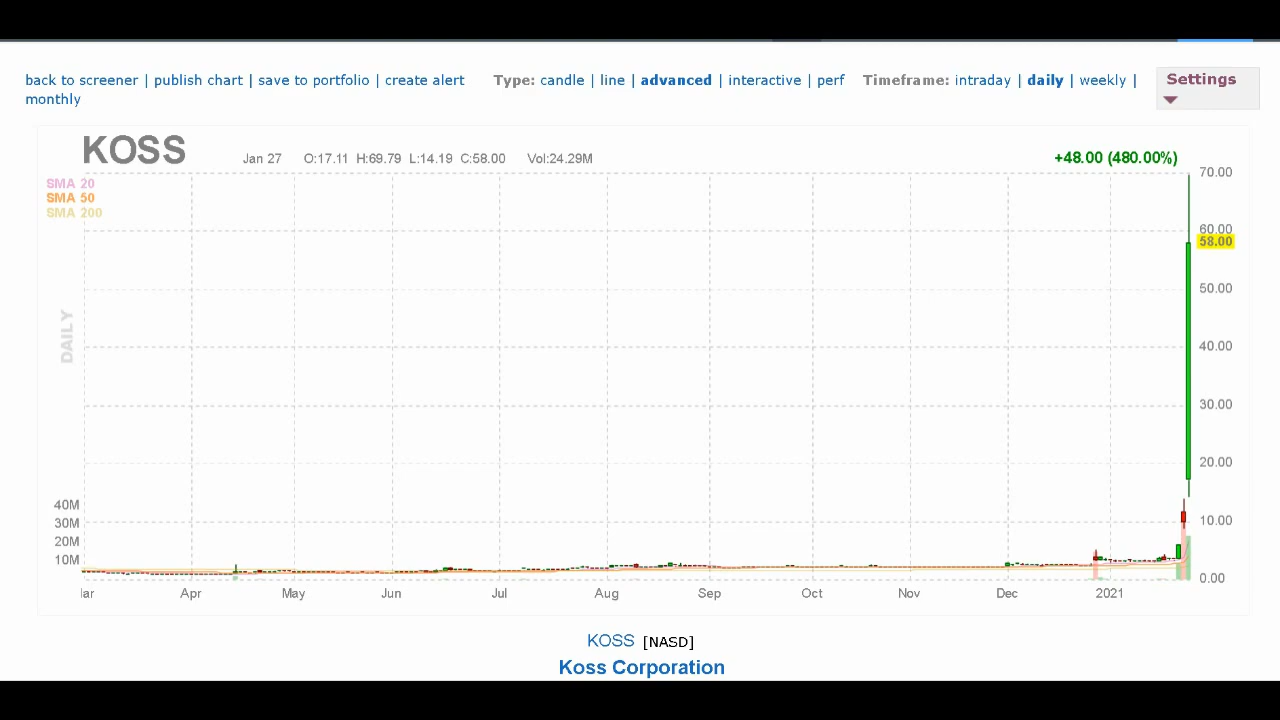 back to screener | publish chart | save to portfolio | create alert Type: candle | line | advanced | interactive | perf Timeframe: intraday | daily | weekly |
monthly
Settings
KOSS Jan 27 O:17.11 H:69.79 L:14.19 C:58.00 Vol:24.29M +48.00 (480.00%)
SMA 20
SMA 50
SMA 200
DAILY
70.00
60.00
58.00
50.00
40.00
30.00
20.00
10.00
0.00
40M
30M
20M
10M
lar Apr May Jun Jul Aug Sep Oct Nov Dec 2021
KOSS [NASD]
Koss Corporation